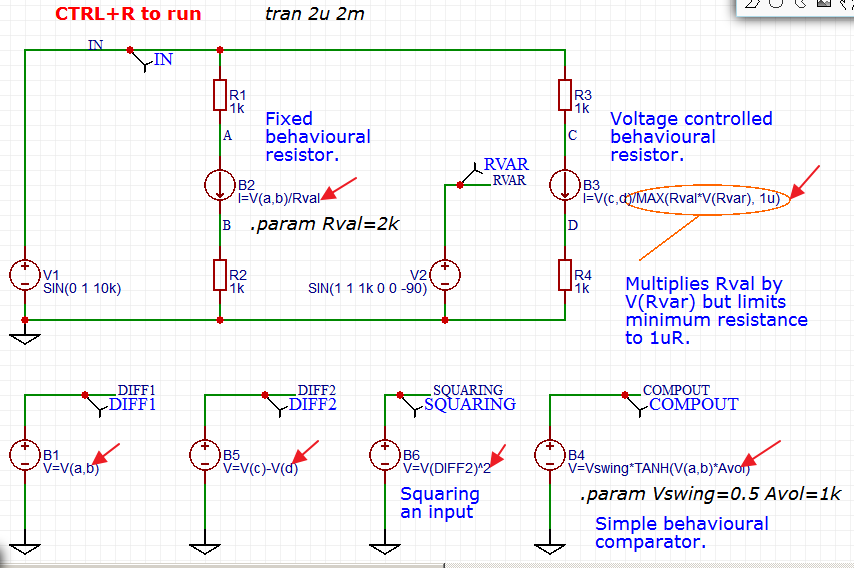 CTRL+R to run
tran 2u 2m
IN
IN
R1
1k
R3
1k
Fixed
behavioural
resistor.
Voltage controlled
behavioural
resistor.
A
C
RVAR
RVAR
B2
I=V(a,b)/Rval
B3
I=V(c,d)/MAX(Rval*V(Rvar), 1u)
B
.param Rval=2k
D
V1
SIN(0 1 10k)
R2
1k
V2
SIN(1 1 1k 0 0 -90)
R4
1k
Multiplies Rval by
V(Rvar) but limits
minimum resistance
to 1uR.
DIFF1
DIFF1
DIFF2
DIFF2
SQUARING
SQUARING
COMPOUT
COMPOUT
B1
V=V(a,b)
B5
V=V(c)-V(d)
B6
V=V(DIFF2)^2
B4
V=Vswing*TANH(V(a,b)*Avol)
Squaring
an input
.param Vswing=0.5 Avol=1k
Simple behavioural
comparator.